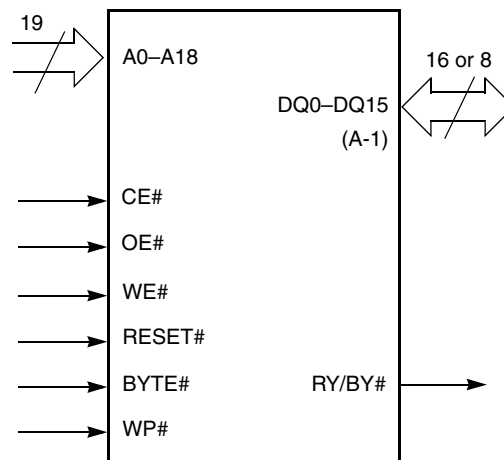 19
A0–A18
16 or 8
DQ0–DQ15
(A-1)
CE#
OE#
WE#
RESET#
BYTE#
RY/BY#
WP#